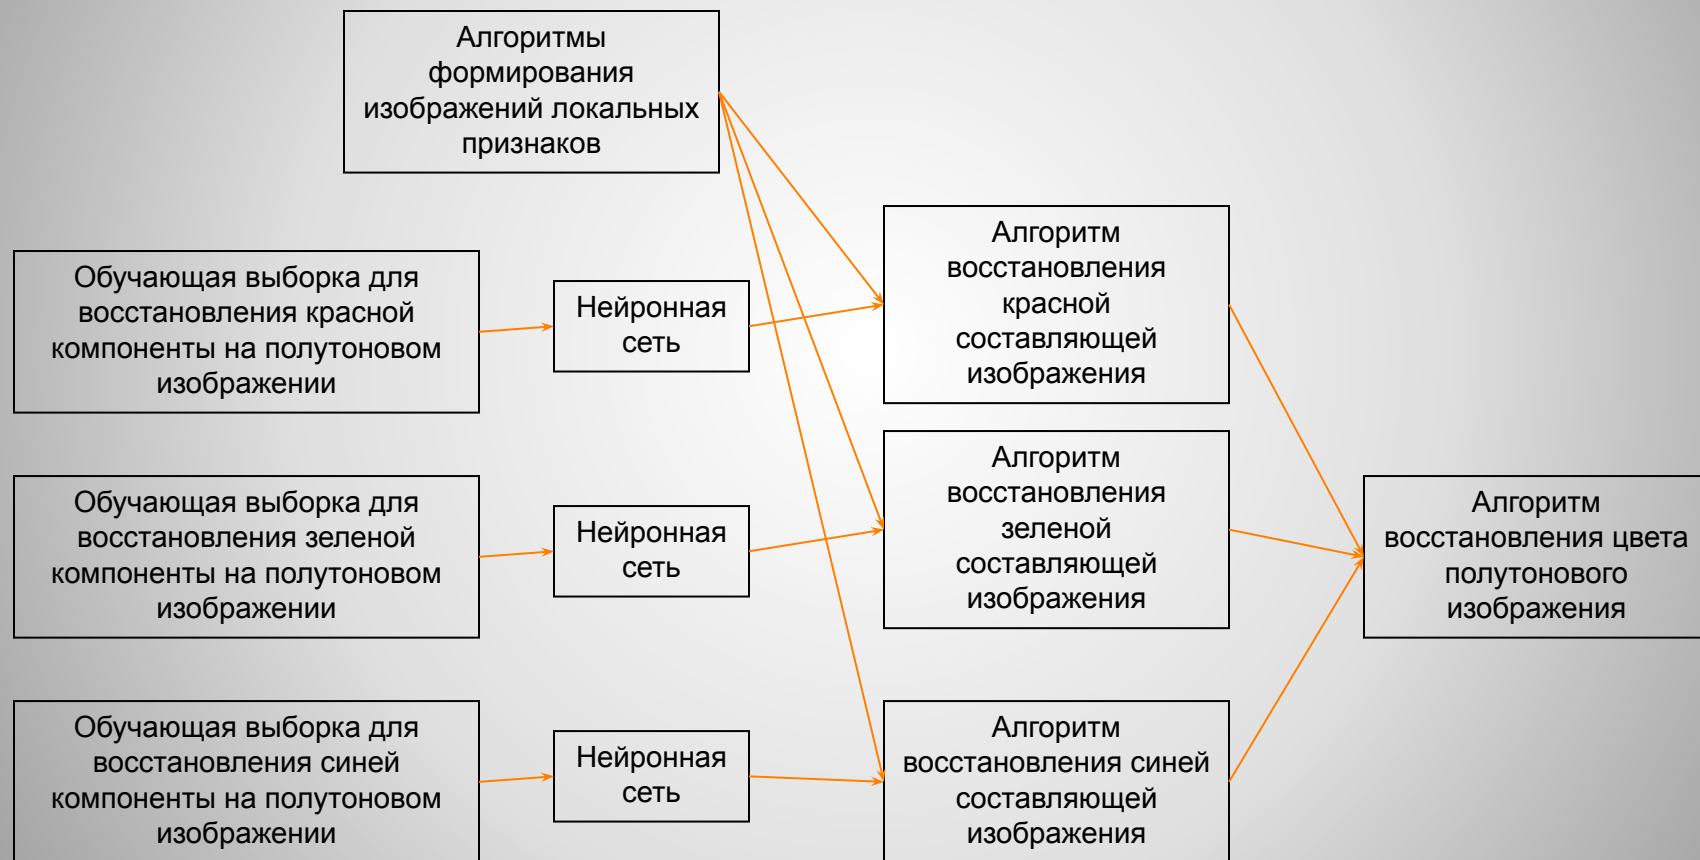 Алгоритмы
формирования
изображений локальных
признаков
Обучающая выборка для
восстановления красной
компоненты на полутоновом
изображении
Нейронная
сеть
Алгоритм
восстановления
красной
составляющей
изображения
Обучающая выборка для
восстановления зеленой
компоненты на полутоновом
изображении
Нейронная
сеть
Алгоритм
восстановления
зеленой
составляющей
изображения
Алгоритм
восстановления цвета
полутонового
изображения
Обучающая выборка для
восстановления синей
компоненты на полутоновом
изображении
Нейронная
сеть
Алгоритм
восстановления синей
составляющей
изображения